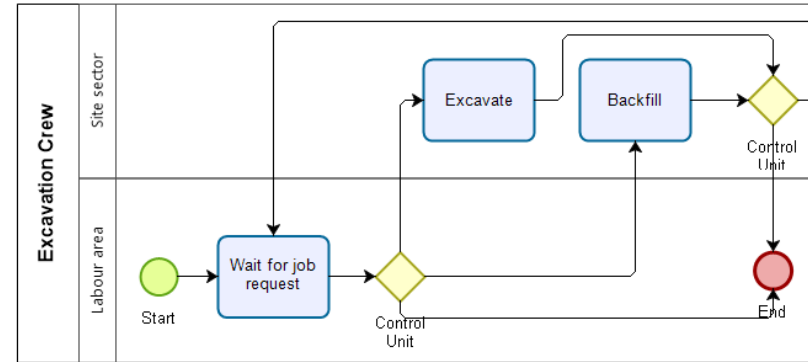 Excavation Crew
Site sector
Excavate
Backfill
Control
Unit
Labour area
Start
Wait for job
request
Control
Unit
End